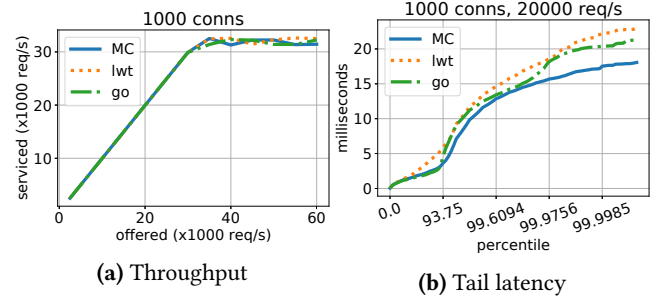 1000 conns
serviced (x1000 req/s)
30
20
10
MC
lwt
go
0
20
40
60
offered (x1000 req/s)
(a) Throughput
1000 conns, 20000 req/s
milliseconds
20
15
10
5
0
MC
lwt
go
0.0
93.75
99.6094
99.9756
99.9985
percentile
(b) Tail latency